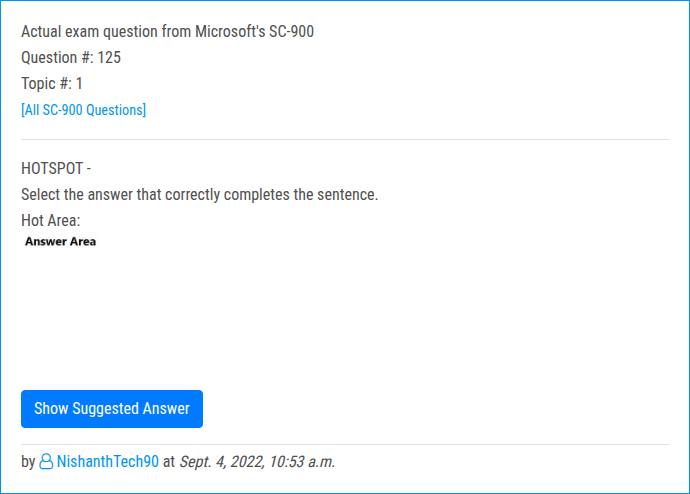 Actual exam question from Microsoft's SC-900
Question #: 125
Topic #: 1
[All SC-900 Questions]
HOTSPOT -
Select the answer that correctly completes the sentence.
Hot Area:
Answer Area
Show Suggested Answer
by NishanthTech90 at Sept. 4, 2022, 10:53 a.m.